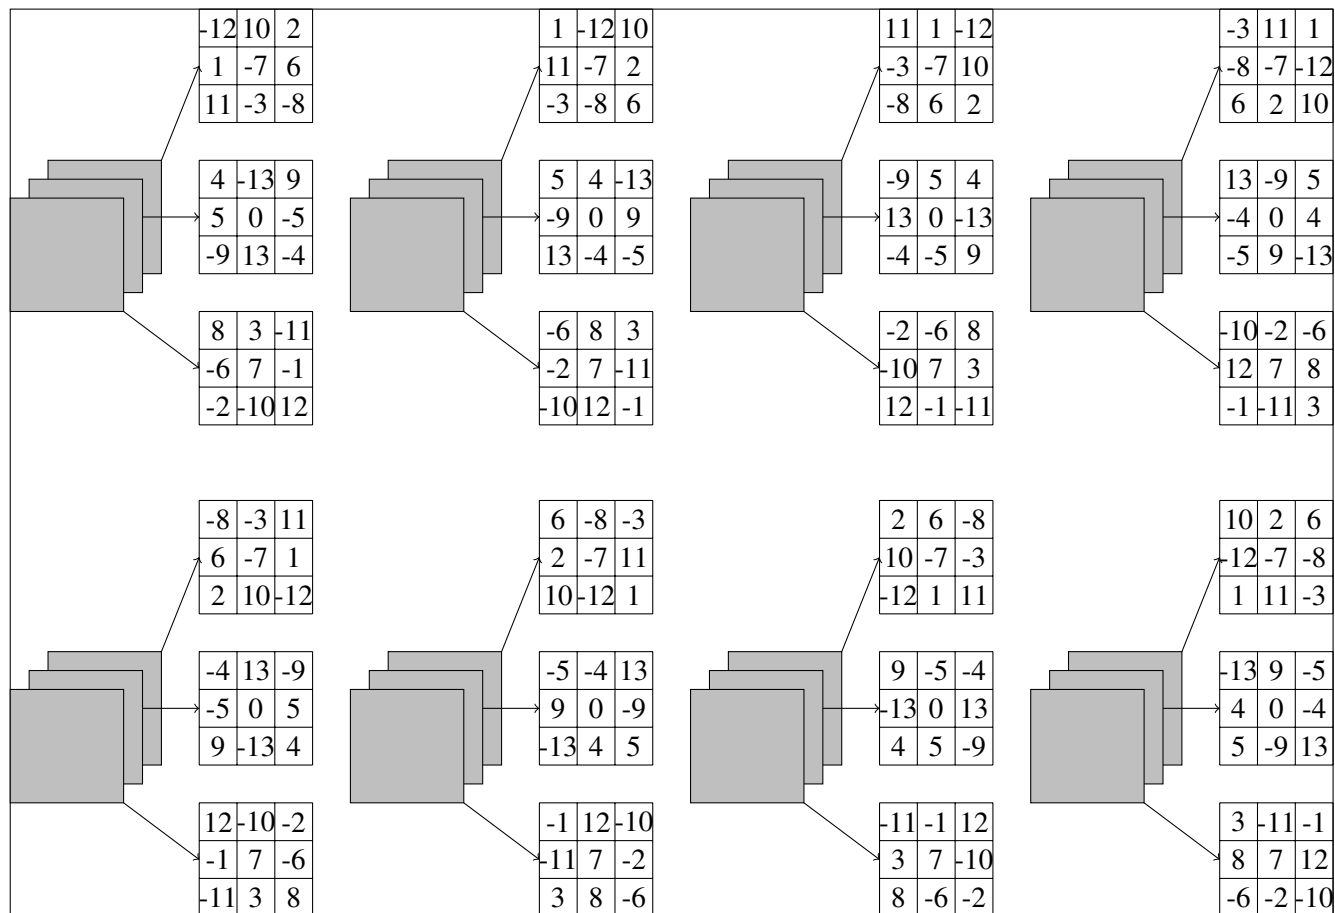 -12 10 2 1 -12 10 11 1 -12 -3 11 1
1 -7 6 11 -7 2 -3 -7 10 -8 -7 -12
11 -3 -8 -3 -8 6 -8 6 2 6 2 10
4 -13 9 5 4 -13 -9 5 4 13 -9 5
5 0 -5 -9 0 9 13 0 -13 -4 0 4
-9 13 -4 13 -4 -5 -4 -5 9 -5 9 -13
8 3 -11 -6 8 3 -2 -6 8 -10 -2 -6
-6 7 -1 -2 7 -11 -10 7 3 12 7 8
-2 -10 12 -10 12 -1 12 -1 -11 -1 -11 3
-8 -3 11 6 -8 -3 2 6 -8 10 2 6
6 -7 1 2 -7 11 10 -7 -3 -12 -7 -8
2 10 -12 10 -12 1 -12 1 11 1 11 -3
-4 13 -9 -5 -4 13 9 -5 -4 -13 9 -5
-5 0 5 9 0 -9 -13 0 13 4 0 -4
9 -13 4 -13 4 5 4 5 -9 5 -9 13
12 -10 -2 -1 12 -10 -11 -1 12 3 -11 -1
-1 7 -6 -11 7 -2 3 7 -10 8 7 12
-11 3 8 3 8 -6 8 -6 -2 -6 -2 -10